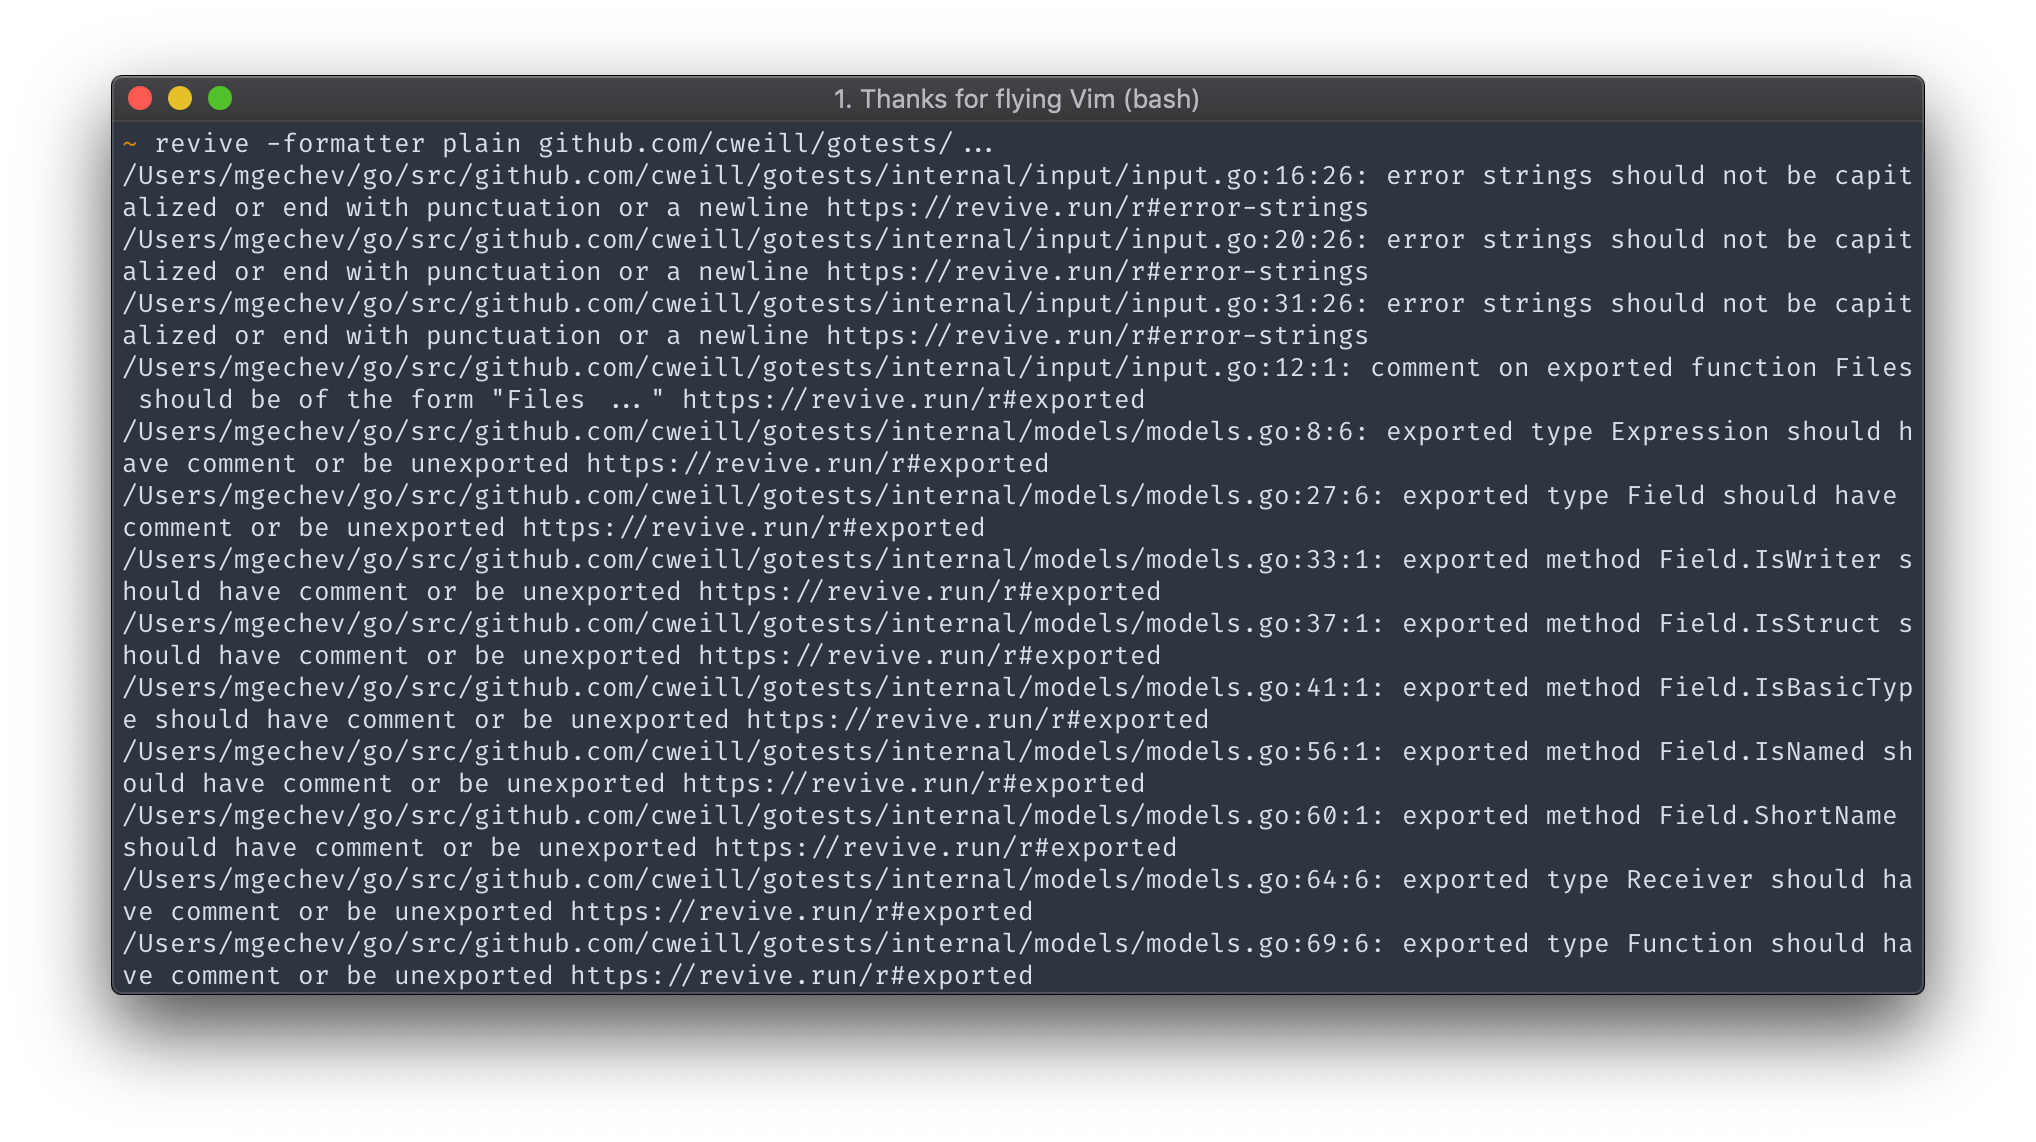 1. Thanks for flying Vim (bash)
~ revive -formatter plain github.com/cweill/gotests/...
/Users/mgechev/go/src/github.com/cweill/gotests/internal/input/input.go:16:26: error strings should not be capit
alized or end with punctuation or a newline https://revive.run/r#error-strings
/Users/mgechev/go/src/github.com/cweill/gotests/internal/input/input.go:20:26: error strings should not be capit
alized or end with punctuation or a newline https://revive.run/r#error-strings
/Users/mgechev/go/src/github.com/cweill/gotests/internal/input/input.go:31:26: error strings should not be capit
alized or end with punctuation or a newline https://revive.run/r#error-strings
/Users/mgechev/go/src/github.com/cweill/gotests/internal/input/input.go:12:1: comment on exported function Files
 should be of the form "Files ..." https://revive.run/r#exported
/Users/mgechev/go/src/github.com/cweill/gotests/internal/models/models.go:8:6: exported type Expression should h
ave comment or be unexported https://revive.run/r#exported
/Users/mgechev/go/src/github.com/cweill/gotests/internal/models/models.go:27:6: exported type Field should have
comment or be unexported https://revive.run/r#exported
/Users/mgechev/go/src/github.com/cweill/gotests/internal/models/models.go:33:1: exported method Field.IsWriter s
hould have comment or be unexported https://revive.run/r#exported
/Users/mgechev/go/src/github.com/cweill/gotests/internal/models/models.go:37:1: exported method Field.IsStruct s
hould have comment or be unexported https://revive.run/r#exported
/Users/mgechev/go/src/github.com/cweill/gotests/internal/models/models.go:41:1: exported method Field.IsBasicTyp
e should have comment or be unexported https://revive.run/r#exported
/Users/mgechev/go/src/github.com/cweill/gotests/internal/models/models.go:56:1: exported method Field.IsNamed sh
ould have comment or be unexported https://revive.run/r#exported
/Users/mgechev/go/src/github.com/cweill/gotests/internal/models/models.go:60:1: exported method Field.ShortName
should have comment or be unexported https://revive.run/r#exported
/Users/mgechev/go/src/github.com/cweill/gotests/internal/models/models.go:64:6: exported type Receiver should ha
ve comment or be unexported https://revive.run/r#exported
/Users/mgechev/go/src/github.com/cweill/gotests/internal/models/models.go:69:6: exported type Function should ha
ve comment or be unexported https://revive.run/r#exported